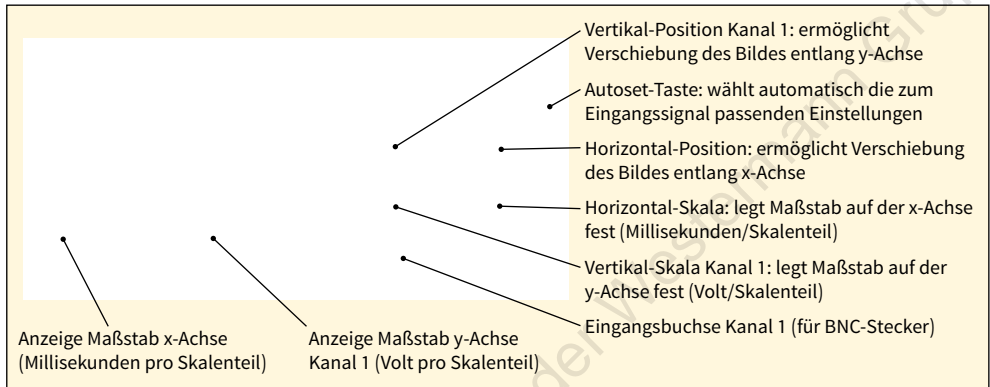 Vertikal-Position Kanal 1: ermöglicht
Verschiebung des Bildes entlang y-Achse
Autoset-Taste: wählt automatisch die zum
Eingangssignal passenden Einstellungen
Horizontal-Position: ermöglicht Verschiebung
des Bildes entlang x-Achse
Horizontal-Skala: legt Maßstab auf der x-Achse
fest (Millisekunden/Skalenteil)
Vertikal-Skala Kanal 1: legt Maßstab auf der
y-Achse fest (Volt/Skalenteil)
Eingangsbuchse Kanal 1 (für BNC-Stecker)
Anzeige Maßstab x-Achse
(Millisekunden pro Skalenteil)
Anzeige Maßstab y-Achse
Kanal 1 (Volt pro Skalenteil)
der Westermann